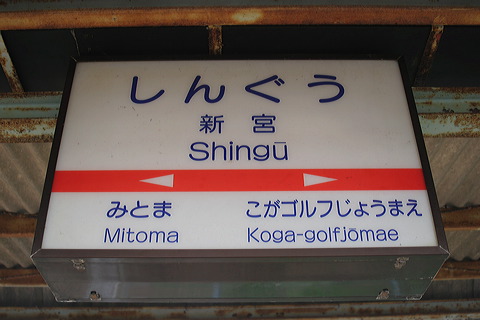 しんぐう
新宮
Shingū
みとま こがゴルフじょうまえ
Mitoma Koga-golfjōmae